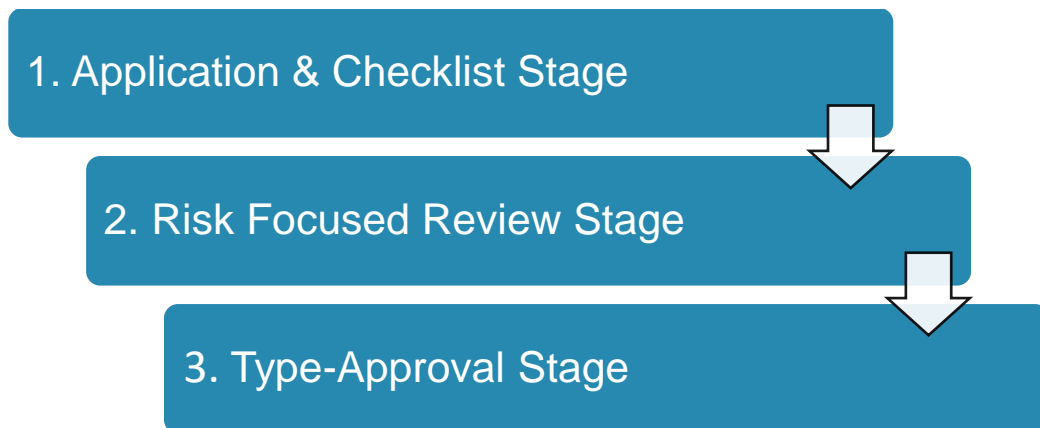 1. Application & Checklist Stage
2. Risk Focused Review Stage
3. Type-Approval Stage